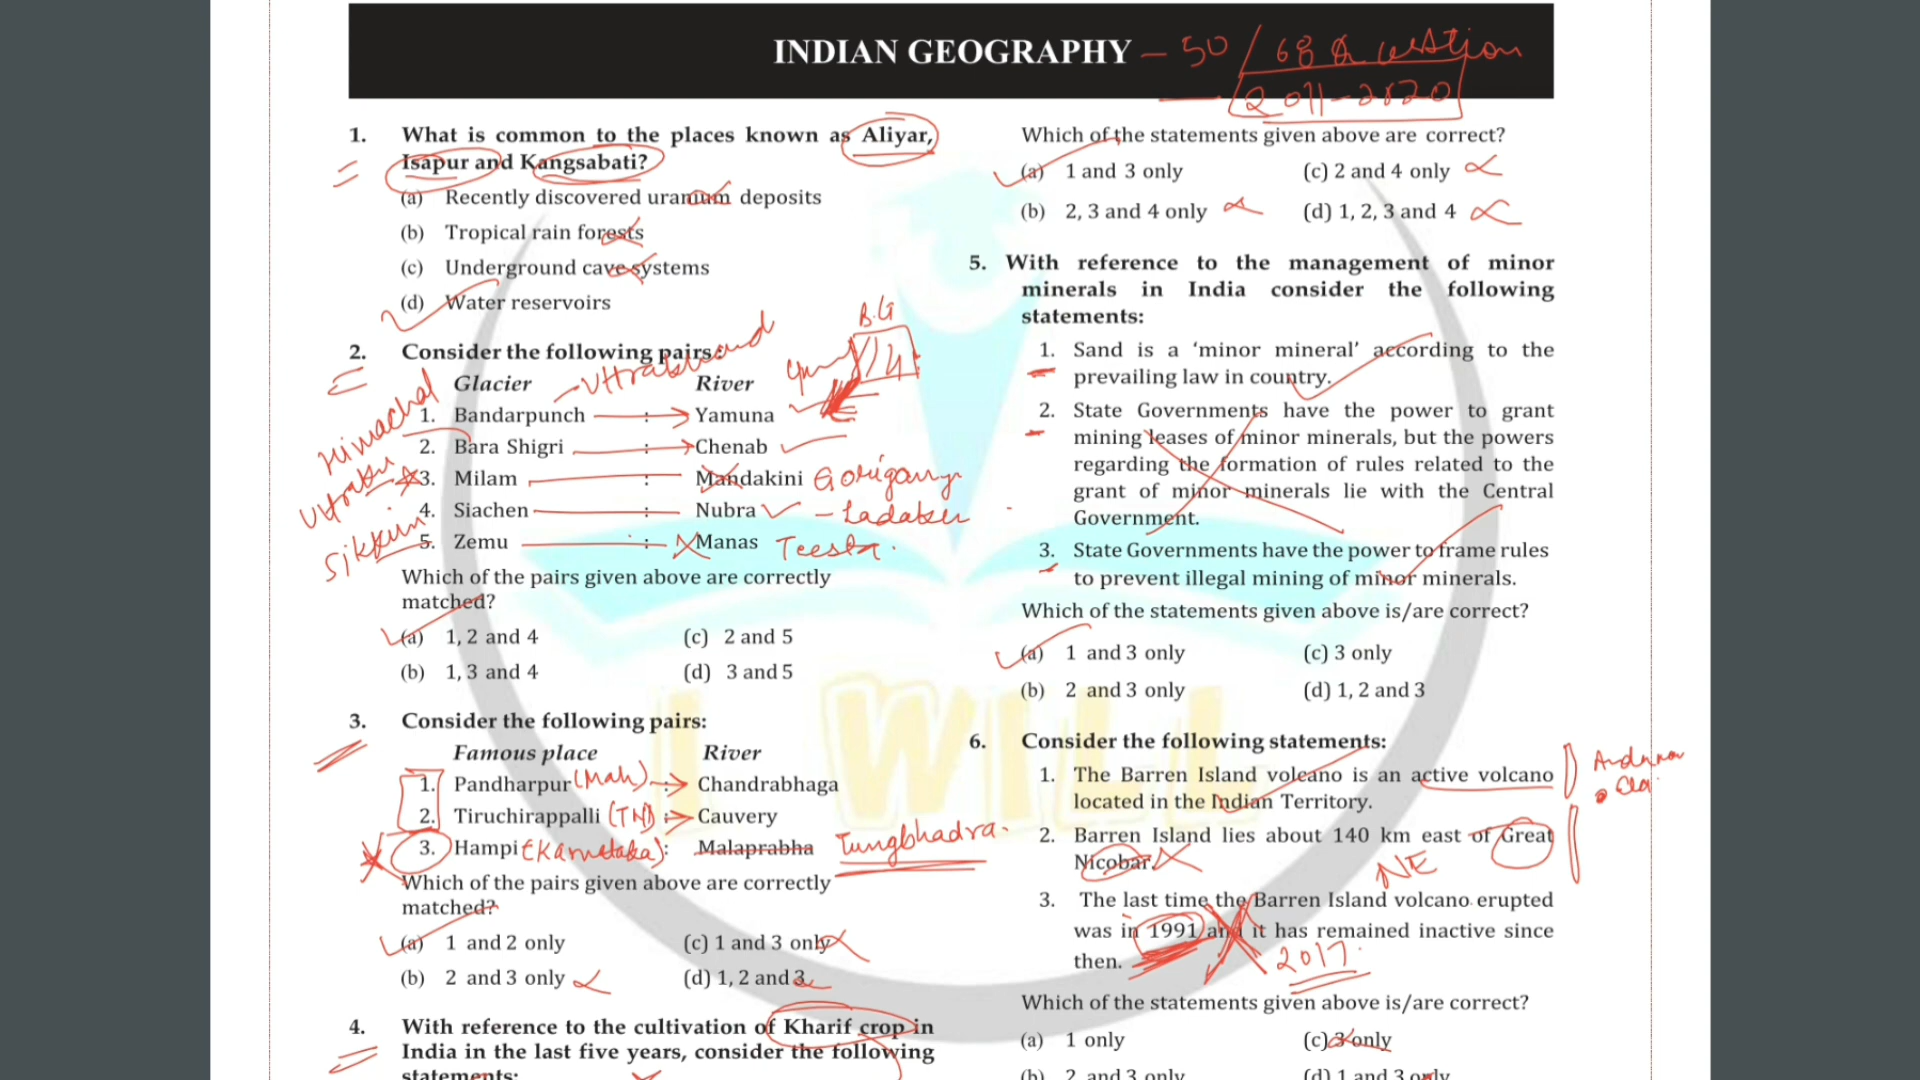 INDIAN GEOGRAPHY - 50 / 68 Question
2011-2020
1. What is common to the places known as Aliyar,
Isapur and Kangsabati?
(a) Recently discovered uranium deposits
(b) Tropical rain forests
(c) Underground cave systems
(d) Water reservoirs
B.G
2. Consider the following pairs:
Glacier River
1. Bandarpunch : Yamuna
2. Bara Shigri : Chenab
Himachal
3. Milam : Mandakini
4. Siachen : Nubra - Ladakh
Sikkim
5. Zemu : Manas Teesta.
Which of the pairs given above are correctly
matched?
(a) 1, 2 and 4 (c) 2 and 5
(b) 1, 3 and 4 (d) 3 and 5
3. Consider the following pairs:
Famous place River
1. Pandharpur (Mah) : Chandrabhaga
2. Tiruchirappalli (TN) : Cauvery
3. Hampi (Karnataka) : Malaprabha Tungbhadra.
Which of the pairs given above are correctly
matched?
(a) 1 and 2 only (c) 1 and 3 only
(b) 2 and 3 only (d) 1, 2 and 3
4. With reference to the cultivation of Kharif crop in
India in the last five years, consider the following
statements:
Which of the statements given above are correct?
(a) 1 and 3 only (c) 2 and 4 only
(b) 2, 3 and 4 only (d) 1, 2, 3 and 4
5. With reference to the management of minor
minerals in India consider the following
statements:
1. Sand is a ‘minor mineral’ according to the
prevailing law in country.
2. State Governments have the power to grant
mining leases of minor minerals, but the powers
regarding the formation of rules related to the
grant of minor minerals lie with the Central
Government.
3. State Governments have the power to frame rules
to prevent illegal mining of minor minerals.
Which of the statements given above is/are correct?
(a) 1 and 3 only (c) 3 only
(b) 2 and 3 only (d) 1, 2 and 3
6. Consider the following statements:
1. The Barren Island volcano is an active volcano
located in the Indian Territory.
2. Barren Island lies about 140 km east of Great
Nicobar.
NE
3. The last time the Barren Island volcano erupted
was in 1991 and it has remained inactive since
then.
2017.
Which of the statements given above is/are correct?
(a) 1 only (c) 3 only
(b) 2 and 3 only (d) 1 and 3 only
I WILL